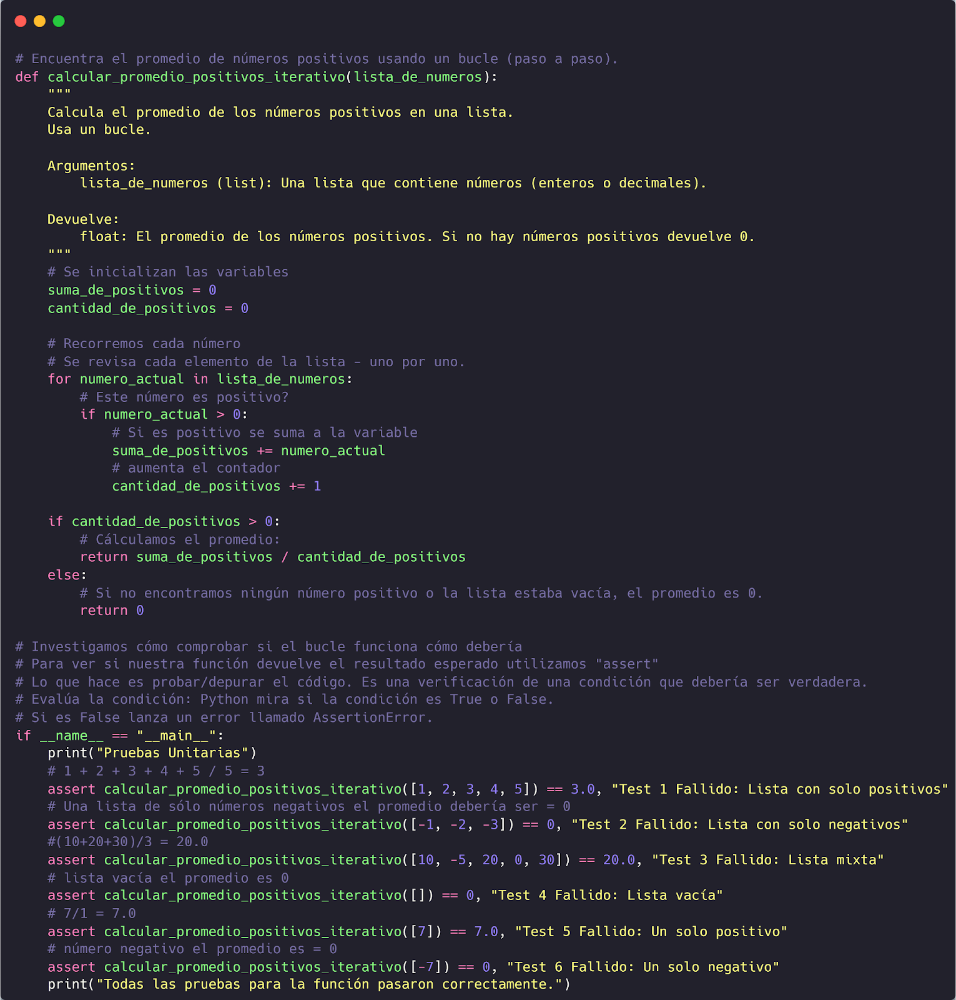 # Encuentra el promedio de números positivos usando un bucle (paso a paso).
def calcular_promedio_positivos_iterativo(lista_de_numeros):
    """
    Calcula el promedio de los números positivos en una lista.
    Usa un bucle.

    Argumentos:
        lista_de_numeros (list): Una lista que contiene números (enteros o decimales).

    Devuelve:
        float: El promedio de los números positivos. Si no hay números positivos devuelve 0.
    """
    # Se inicializan las variables
    suma_de_positivos = 0
    cantidad_de_positivos = 0

    # Recorremos cada número
    # Se revisa cada elemento de la lista - uno por uno.
    for numero_actual in lista_de_numeros:
        # Este número es positivo?
        if numero_actual > 0:
            # Si es positivo se suma a la variable
            suma_de_positivos += numero_actual
            # aumenta el contador
            cantidad_de_positivos += 1

    if cantidad_de_positivos > 0:
        # Cálculamos el promedio:
        return suma_de_positivos / cantidad_de_positivos
    else:
        # Si no encontramos ningún número positivo o la lista estaba vacía, el promedio es 0.
        return 0

# Investigamos cómo comprobar si el bucle funciona cómo debería
# Para ver si nuestra función devuelve el resultado esperado utilizamos "assert"
# Lo que hace es probar/depurar el código. Es una verificación de una condición que debería ser verdadera.
# Evalúa la condición: Python mira si la condición es True o False.
# Si es False lanza un error llamado AssertionError.
if __name__ == "__main__":
    print("Pruebas Unitarias")
    # 1 + 2 + 3 + 4 + 5 / 5 = 3
    assert calcular_promedio_positivos_iterativo([1, 2, 3, 4, 5]) == 3.0, "Test 1 Fallido: Lista con solo positivos"
    # Una lista de sólo números negativos el promedio debería ser = 0
    assert calcular_promedio_positivos_iterativo([-1, -2, -3]) == 0, "Test 2 Fallido: Lista con solo negativos"
    #(10+20+30)/3 = 20.0
    assert calcular_promedio_positivos_iterativo([10, -5, 20, 0, 30]) == 20.0, "Test 3 Fallido: Lista mixta"
    # lista vacía el promedio es 0
    assert calcular_promedio_positivos_iterativo([]) == 0, "Test 4 Fallido: Lista vacía"
    # 7/1 = 7.0
    assert calcular_promedio_positivos_iterativo([7]) == 7.0, "Test 5 Fallido: Un solo positivo"
    # número negativo el promedio es = 0
    assert calcular_promedio_positivos_iterativo([-7]) == 0, "Test 6 Fallido: Un solo negativo"
    print("Todas las pruebas para la función pasaron correctamente.")